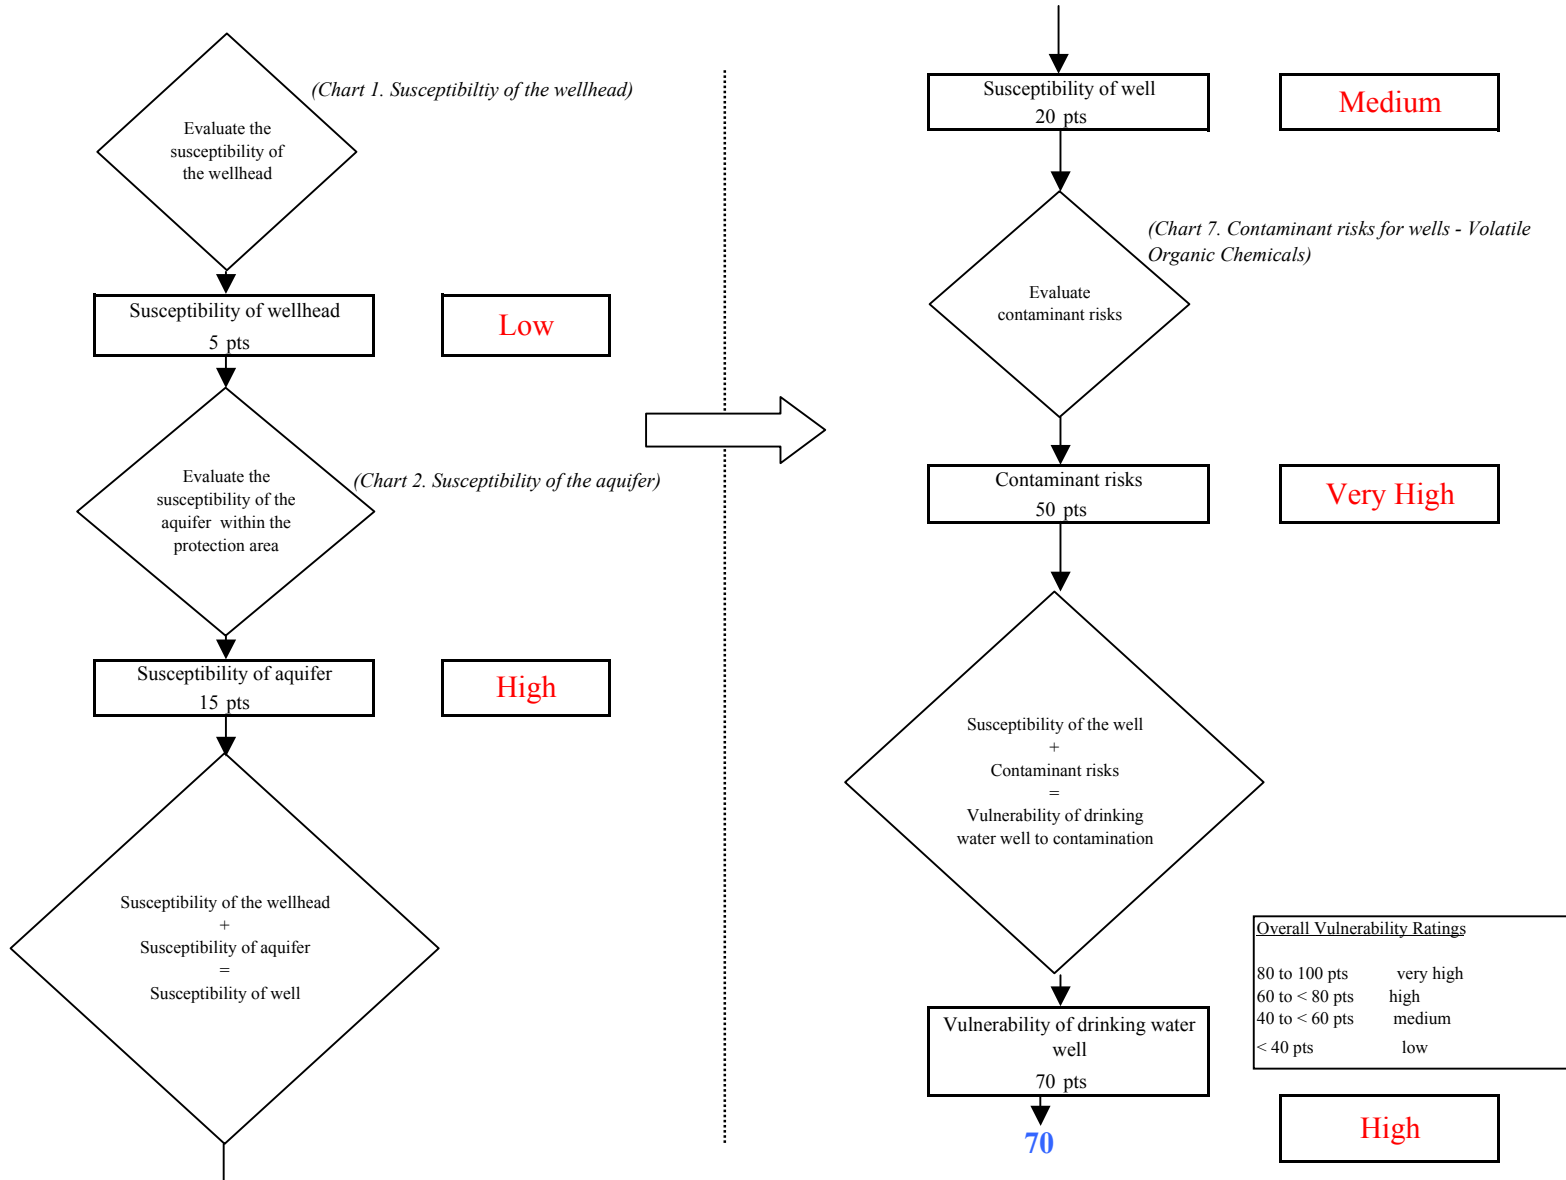 (Chart 1. Susceptibiltiy of the wellhead)
Evaluate the
susceptibility of
the wellhead
Susceptibility of wellhead
5 pts
Low
(Chart 2. Susceptibility of the aquifer)
Evaluate the
susceptibility of the
aquifer within the
protection area
Susceptibility of aquifer
15 pts
High
Susceptibility of the wellhead
+
Susceptibility of aquifer
=
Susceptibility of well
Susceptibility of well
20 pts
Medium
(Chart 7. Contaminant risks for wells - Volatile
Organic Chemicals)
Evaluate
contaminant risks
Contaminant risks
50 pts
Very High
Susceptibility of the well
+
Contaminant risks
=
Vulnerability of drinking
water well to contamination
Overall Vulnerability Ratings
80 to 100 pts very high
60 to < 80 pts high
40 to < 60 pts medium
< 40 pts low
Vulnerability of drinking water
well
70 pts
70
High